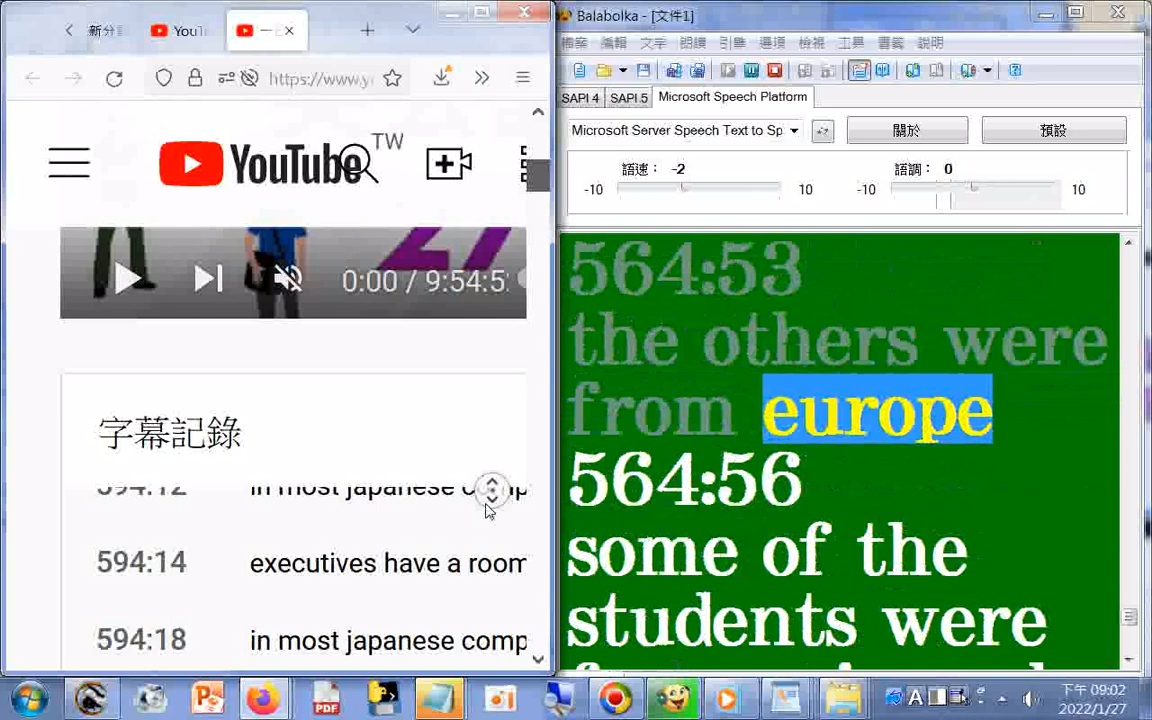 新分
YouT
一
https://www.y
YouTube
TW
0:00 / 9:54:5
字幕記錄
594:12
in most japanese comp
594:14
executives have a room
594:18
in most japanese comp
Balabolka - [文件1]
檔案 編輯 文字 朗讀 引擎 選項 檢視 工具 書籤 說明
SAPI 4 SAPI 5 Microsoft Speech Platform
Microsoft Server Speech Text to Sp
關於 預設
語速： -2
語調： 0
-10 10
-10 10
564:53
the others were
from europe
564:56
some of the
students were
PDF
A
下午 09:02
2022/1/27